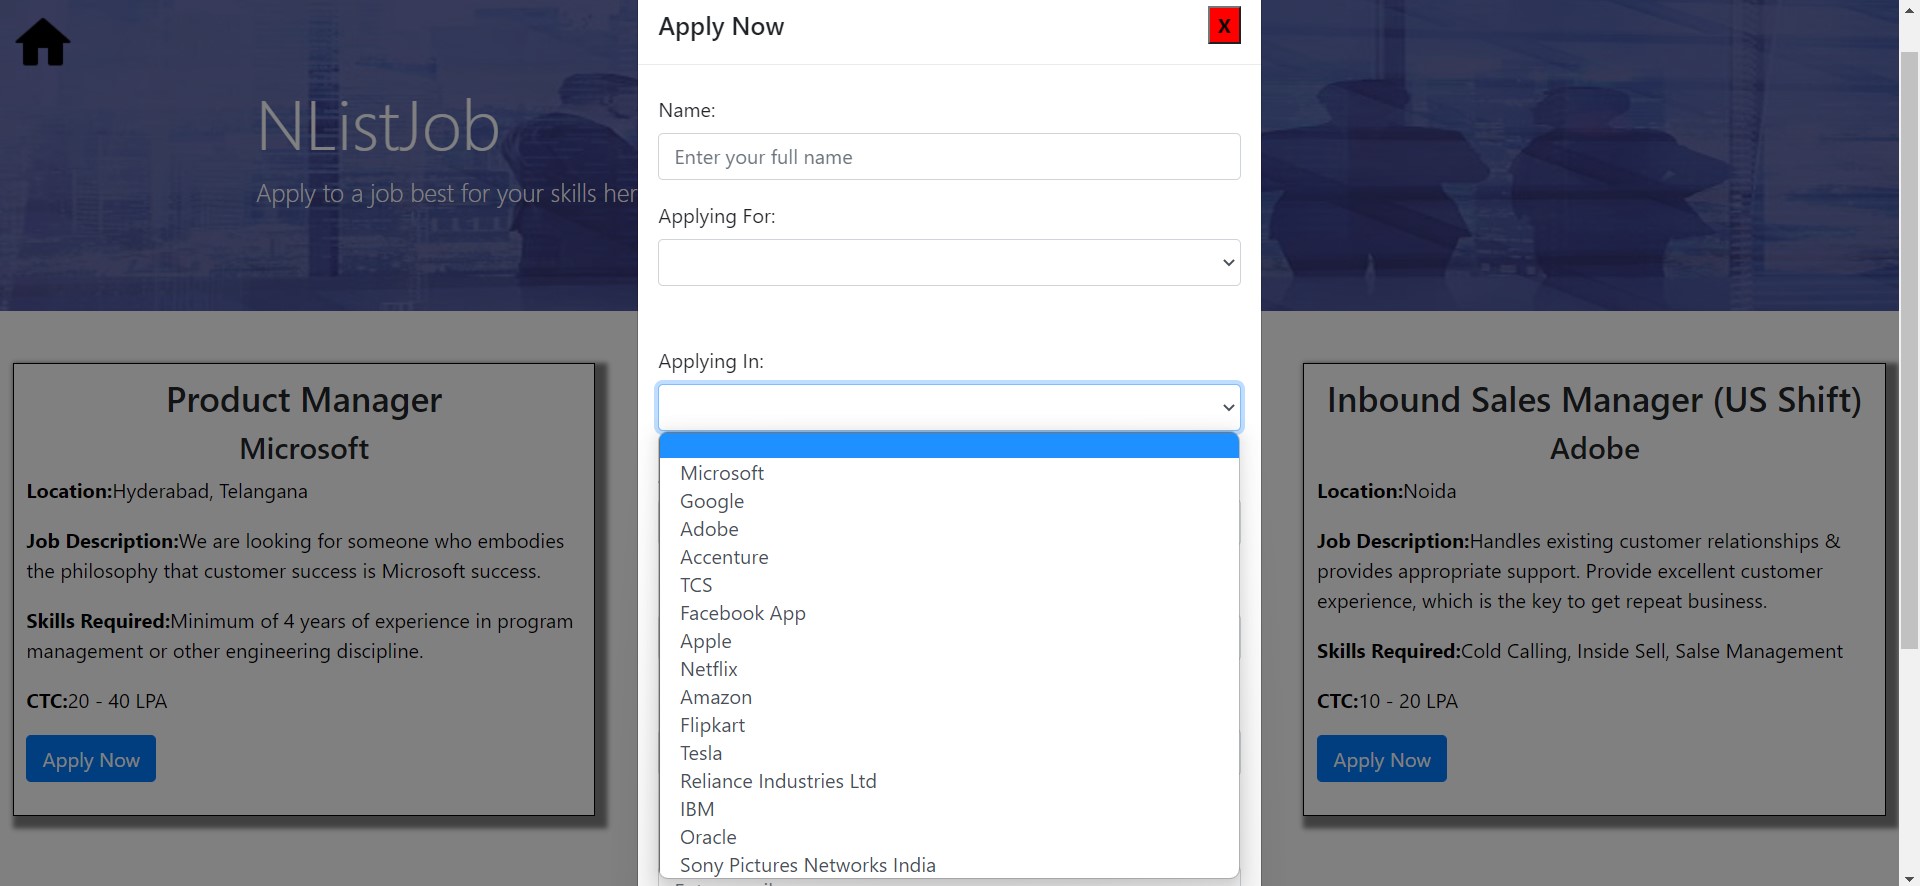 Apply Now
X
NListJob
Apply to a job best for your skills her
Name:
Enter your full name
Applying For:
Applying In:
Microsoft
Google
Adobe
Accenture
TCS
Facebook App
Apple
Netflix
Amazon
Flipkart
Tesla
Reliance Industries Ltd
IBM
Oracle
Sony Pictures Networks India
Product Manager
Microsoft
Location:Hyderabad, Telangana
Job Description:We are looking for someone who embodies
the philosophy that customer success is Microsoft success.
Skills Required:Minimum of 4 years of experience in program
management or other engineering discipline.
CTC:20 - 40 LPA
Apply Now
Inbound Sales Manager (US Shift)
Adobe
Location:Noida
Job Description:Handles existing customer relationships &
provides appropriate support. Provide excellent customer
experience, which is the key to get repeat business.
Skills Required:Cold Calling, Inside Sell, Salse Management
CTC:10 - 20 LPA
Apply Now